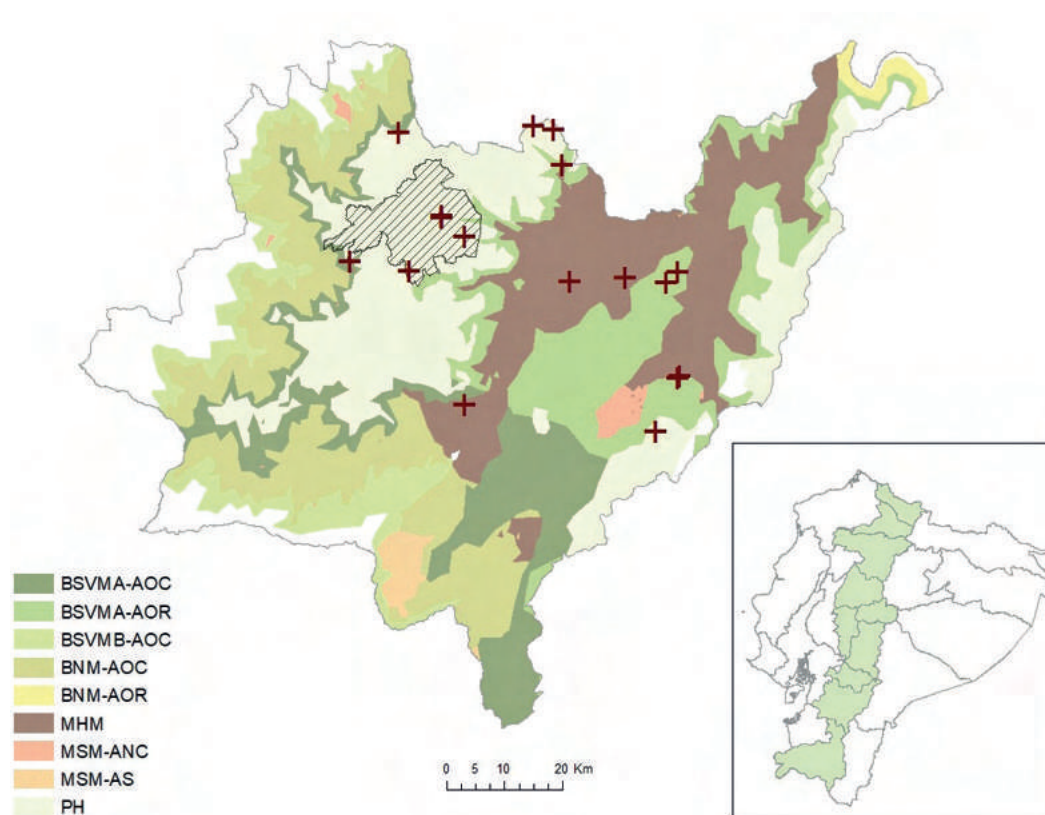 BSVMA-AOC
BSVMA-AOR
BSVMB-AOC
BNM-AOC
BNM-AOR
MHM
MSM-ANC
MSM-AS
PH
0 5 10 20 Km